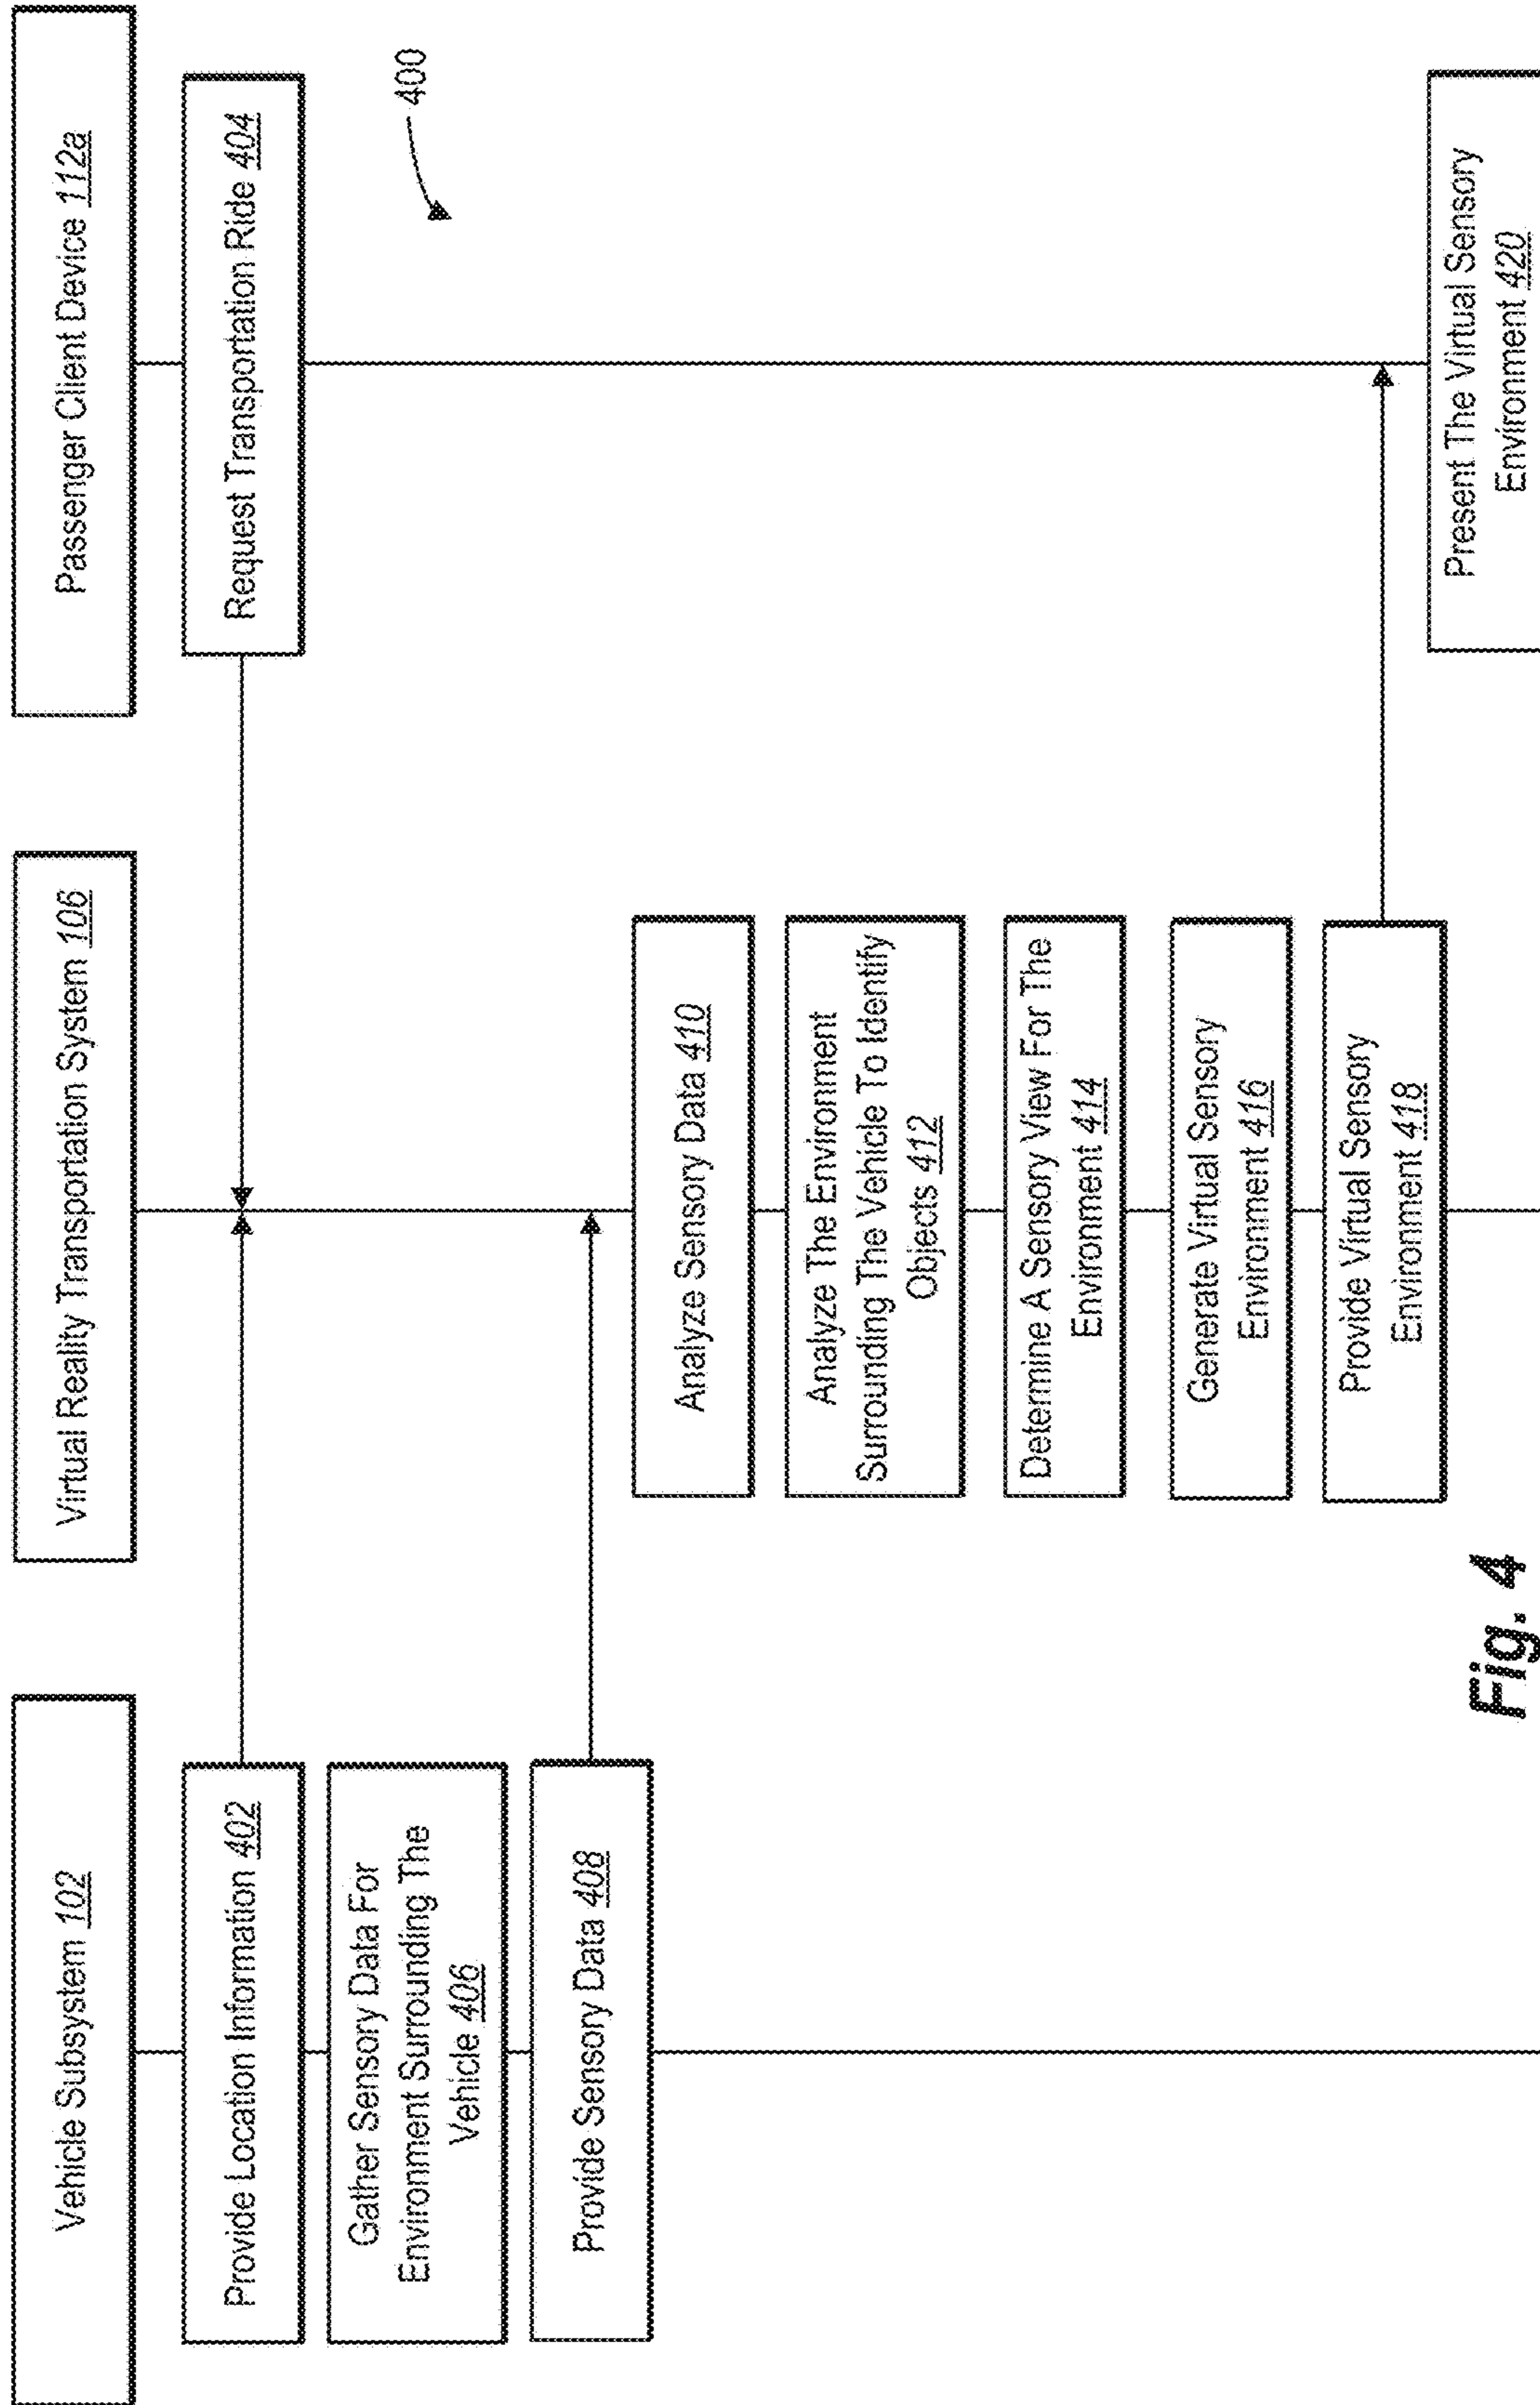 Vehicle Subsystem 102
Virtual Reality Transportation System 106
Passenger Client Device 112a
Provide Location Information 402
Request Transportation Ride 404
400
Gather Sensory Data For
Environment Surrounding The
Vehicle 406
Provide Sensory Data 408
Analyze Sensory Data 410
Analyze The Environment
Surrounding The Vehicle To Identify
Objects 412
Determine A Sensory View For The
Environment 414
Generate Virtual Sensory
Environment 416
Provide Virtual Sensory
Environment 418
Present The Virtual Sensory
Environment 420
Fig. 4